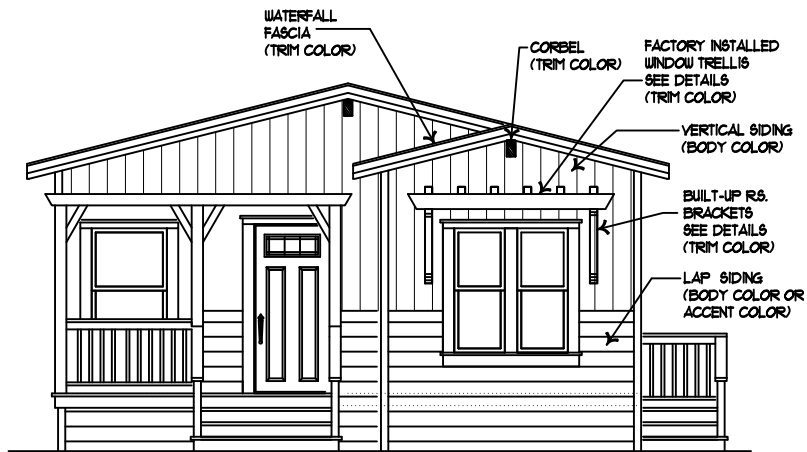 WATERFALL
FASCIA
(TRIM COLOR)
CORBEL
(TRIM COLOR)
FACTORY INSTALLED
WINDOW TRELLIS
SEE DETAILS
(TRIM COLOR)
VERTICAL SIDING
(BODY COLOR)
BUILT-UP RS.
BRACKETS
SEE DETAILS
(TRIM COLOR)
LAP SIDING
(BODY COLOR OR
ACCENT COLOR)